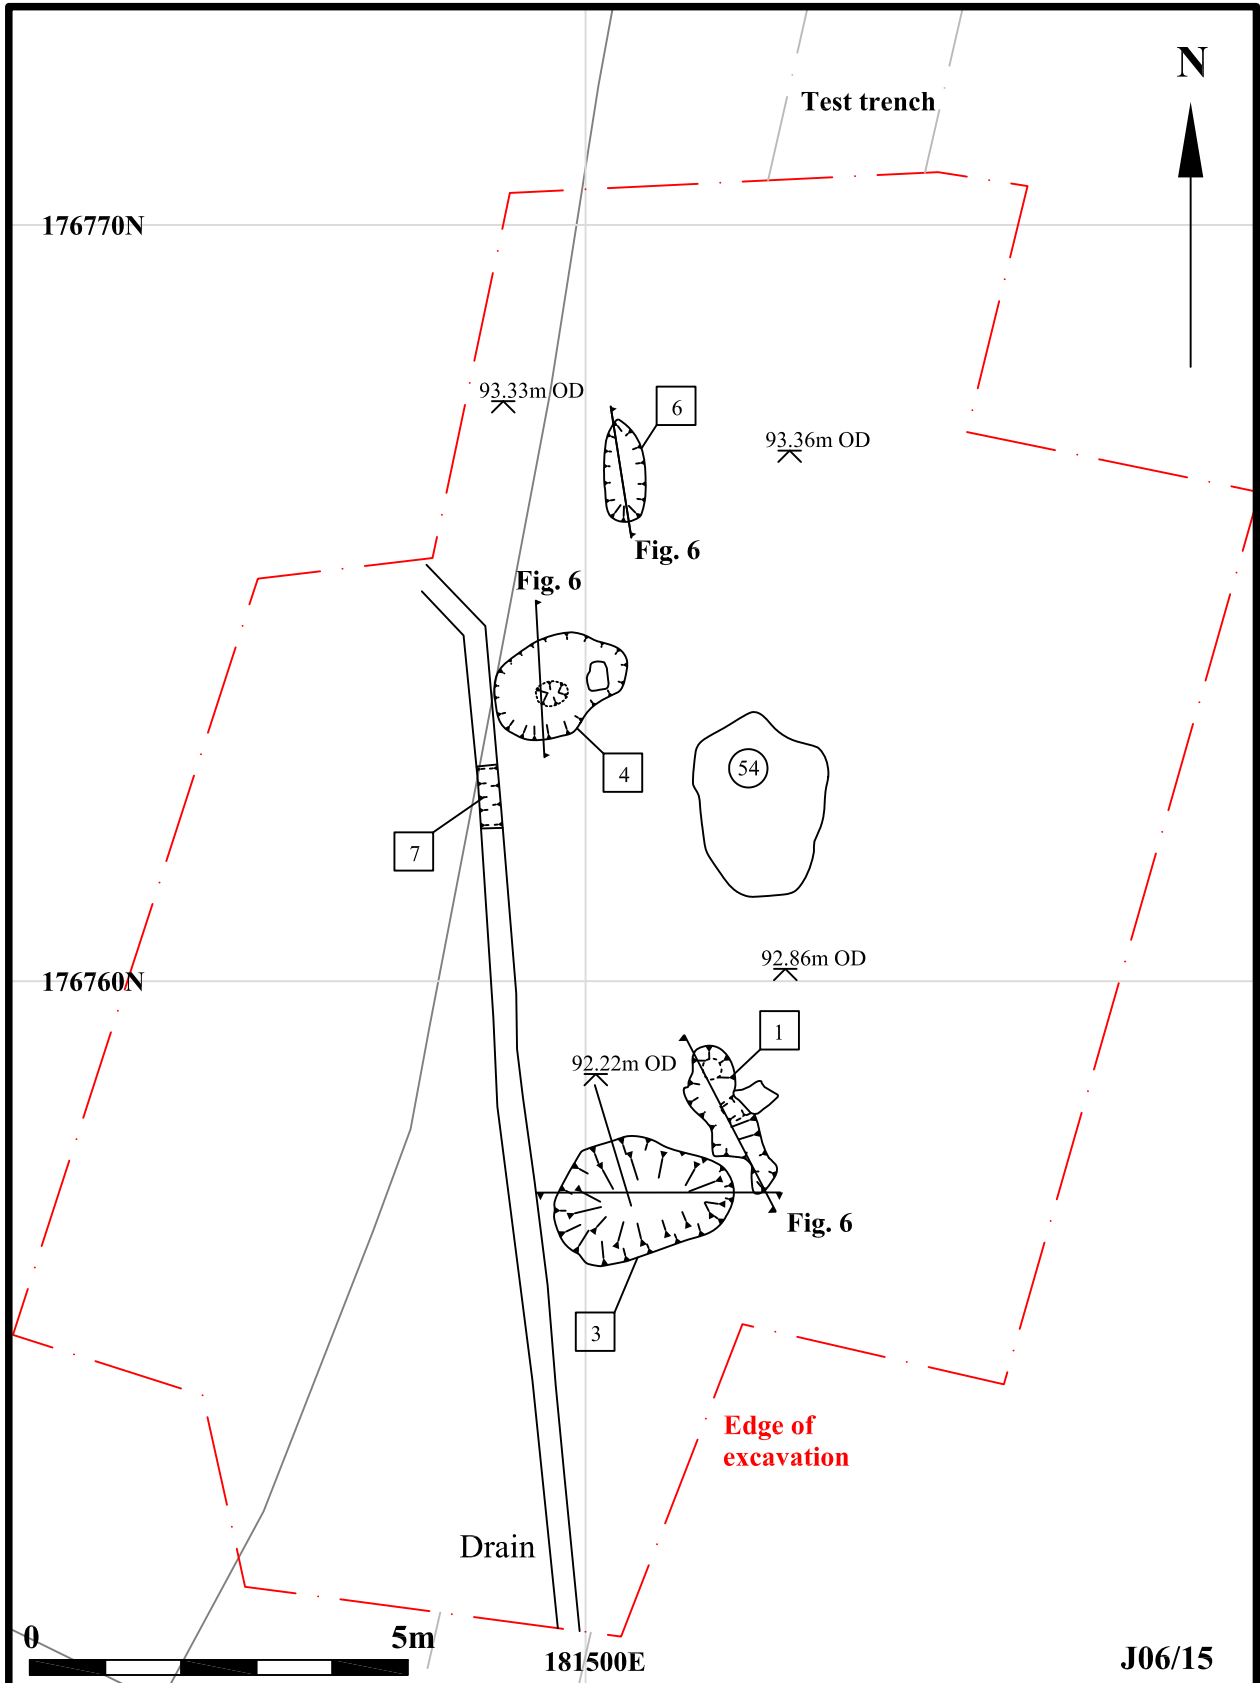 N
Test trench
176770N
93.33m OD
6
93.36m OD
Fig. 6
Fig. 6
4
54
7
176760N
92.86m OD
1
92.22m OD
Fig. 6
3
Edge of
excavation
Drain
0
5m
181500E
J06/15